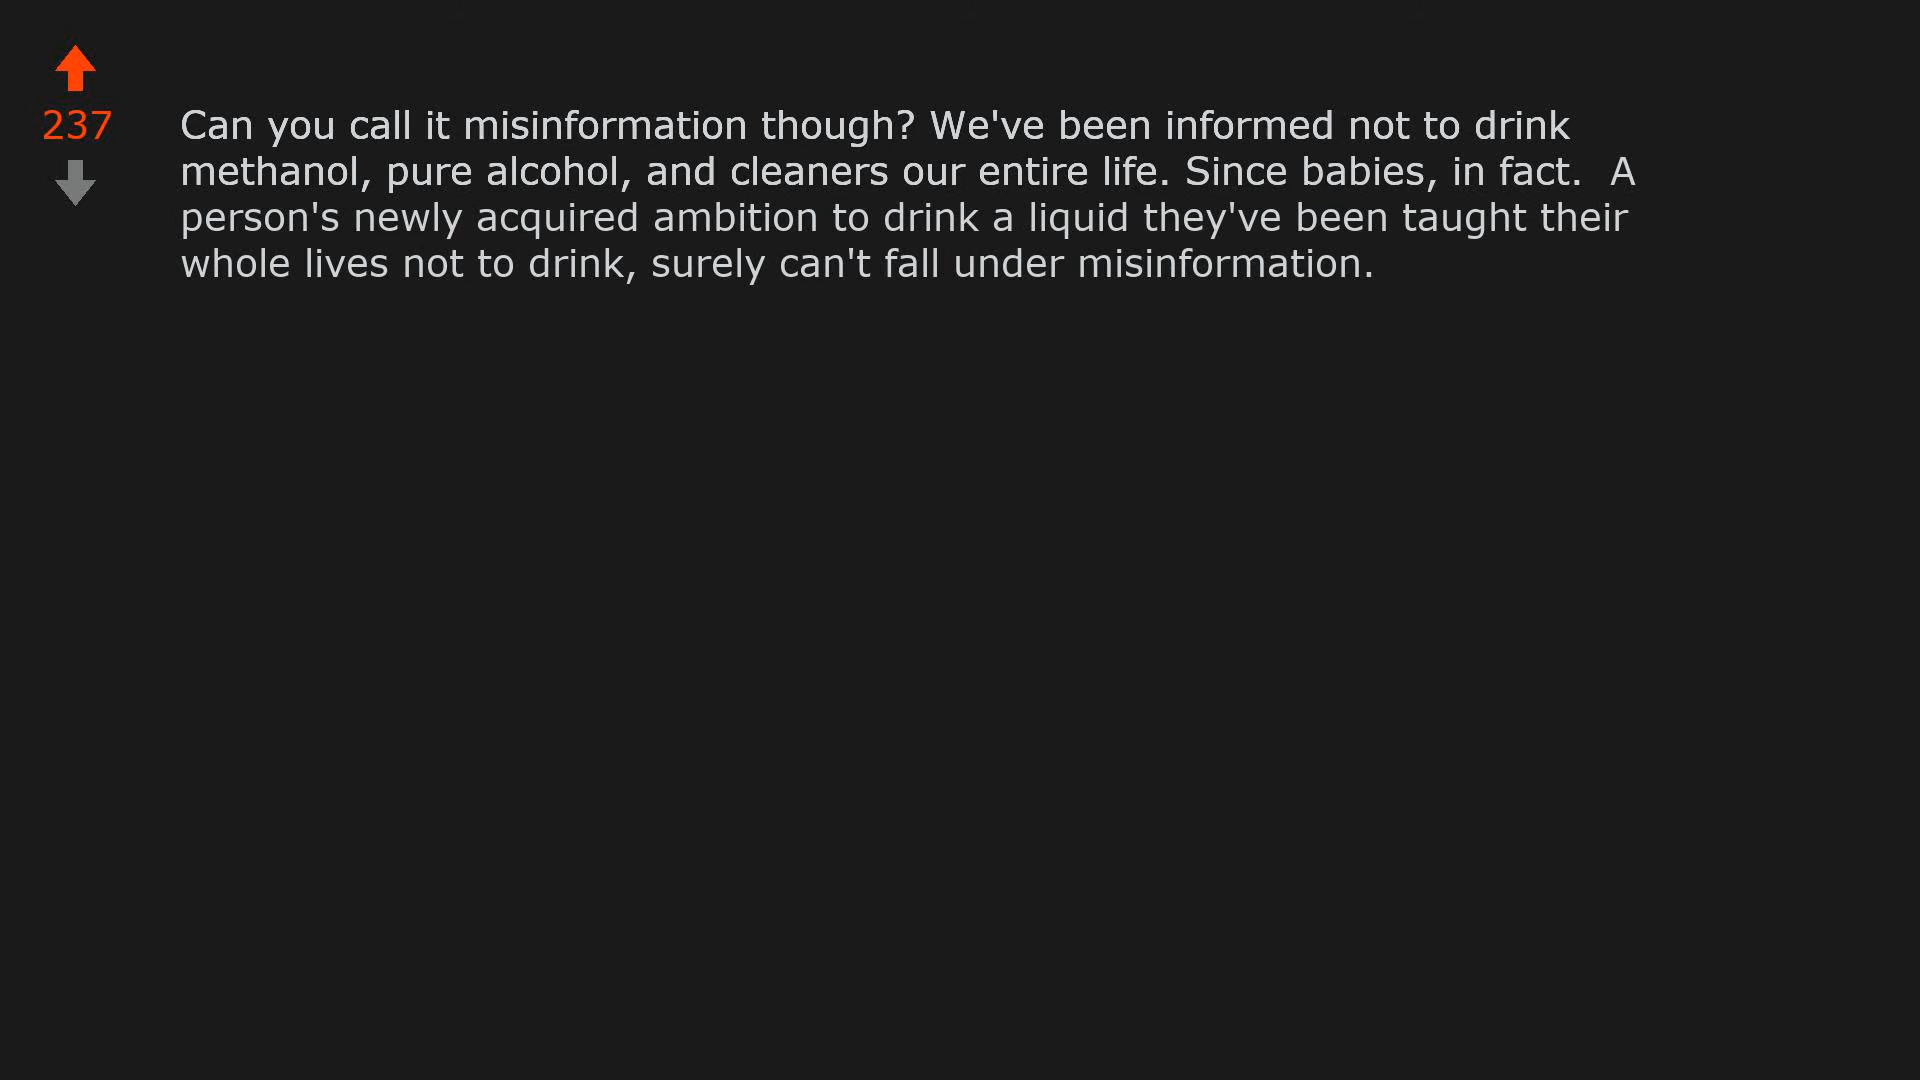 237
Can you call it misinformation though? We've been informed not to drink
methanol, pure alcohol, and cleaners our entire life. Since babies, in fact.  A
person's newly acquired ambition to drink a liquid they've been taught their
whole lives not to drink, surely can't fall under misinformation.